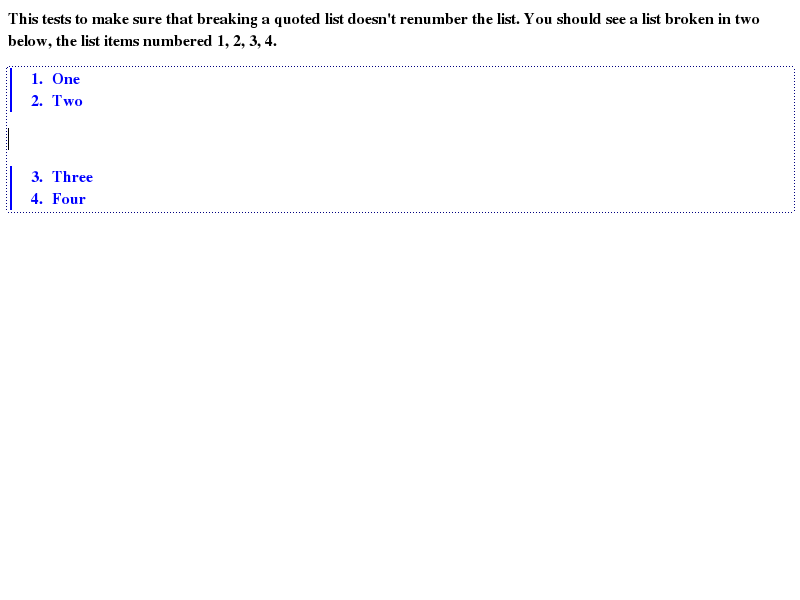 This tests to make sure that breaking a quoted list doesn't renumber the list. You should see a list broken in two
below, the list items numbered 1, 2, 3, 4.
1. One
2. Two
3. Three
4. Four